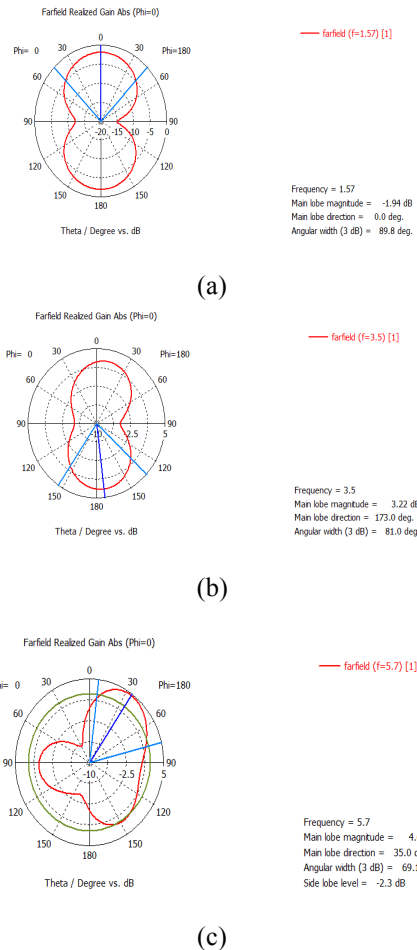 Farfield Realized Gain Abs (Phi=0)
farfield (f=1.57) [1]
Phi= 0 30 0 30 Phi=180
60 60
90 -20 -15 -10 -5 0 90
120 120
150 180 150
Theta / Degree vs. dB
Frequency = 1.57
Main lobe magnitude = -1.94 dB
Main lobe direction = 0.0 deg.
Angular width (3 dB) = 89.8 deg.
(a)
Farfield Realized Gain Abs (Phi=0)
farfield (f=3.5) [1]
Phi= 0 30 0 30 Phi=180
60 60
90 -10 -2.5 5 90
120 120
150 180 150
Theta / Degree vs. dB
Frequency = 3.5
Main lobe magnitude = 3.22 dB
Main lobe direction = 173.0 deg.
Angular width (3 dB) = 81.0 deg.
(b)
Farfield Realized Gain Abs (Phi=0)
farfield (f=5.7) [1]
= 0 30 0 30 Phi=180
60 60
90 -10 -2.5 5 90
120 120
150 180 150
Theta / Degree vs. dB
Frequency = 5.7
Main lobe magnitude = 4.
Main lobe direction = 35.0
Angular width (3 dB) = 69.
Side lobe level = -2.3 dB
(c)